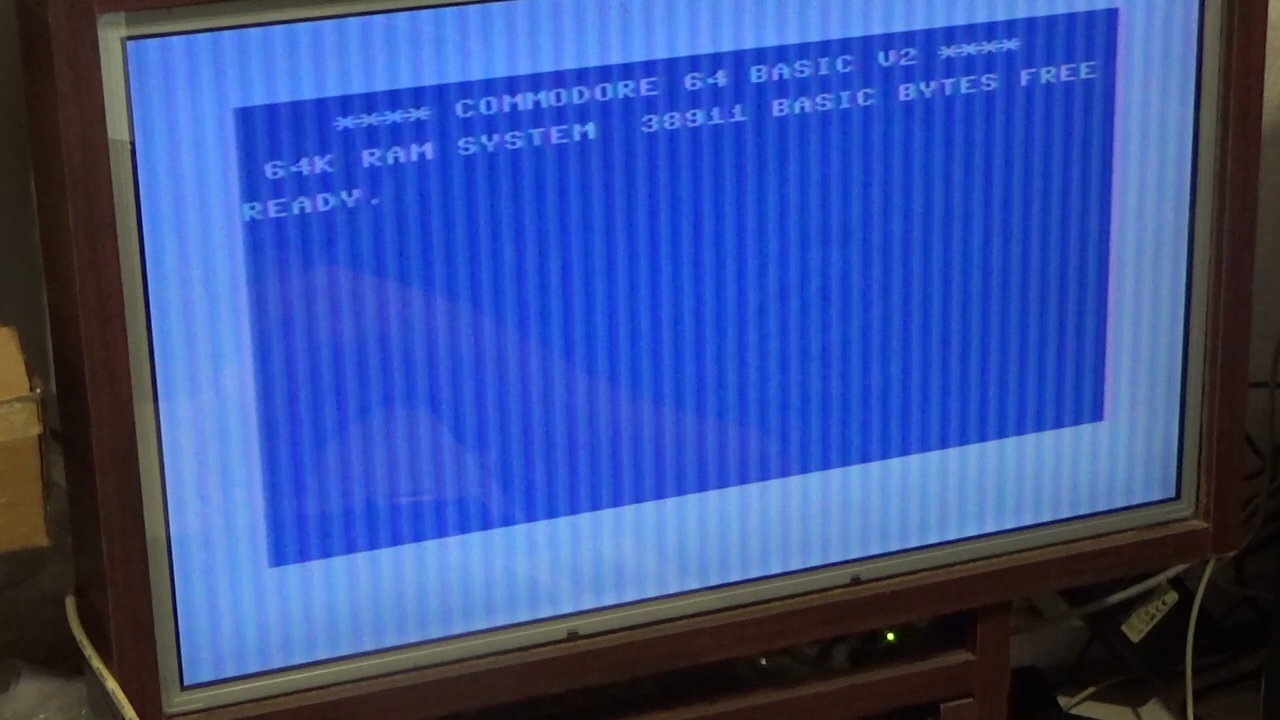 **** COMMODORE 64 BASIC V2 ****
64K RAM SYSTEM 38911 BASIC BYTES FREE
READY.